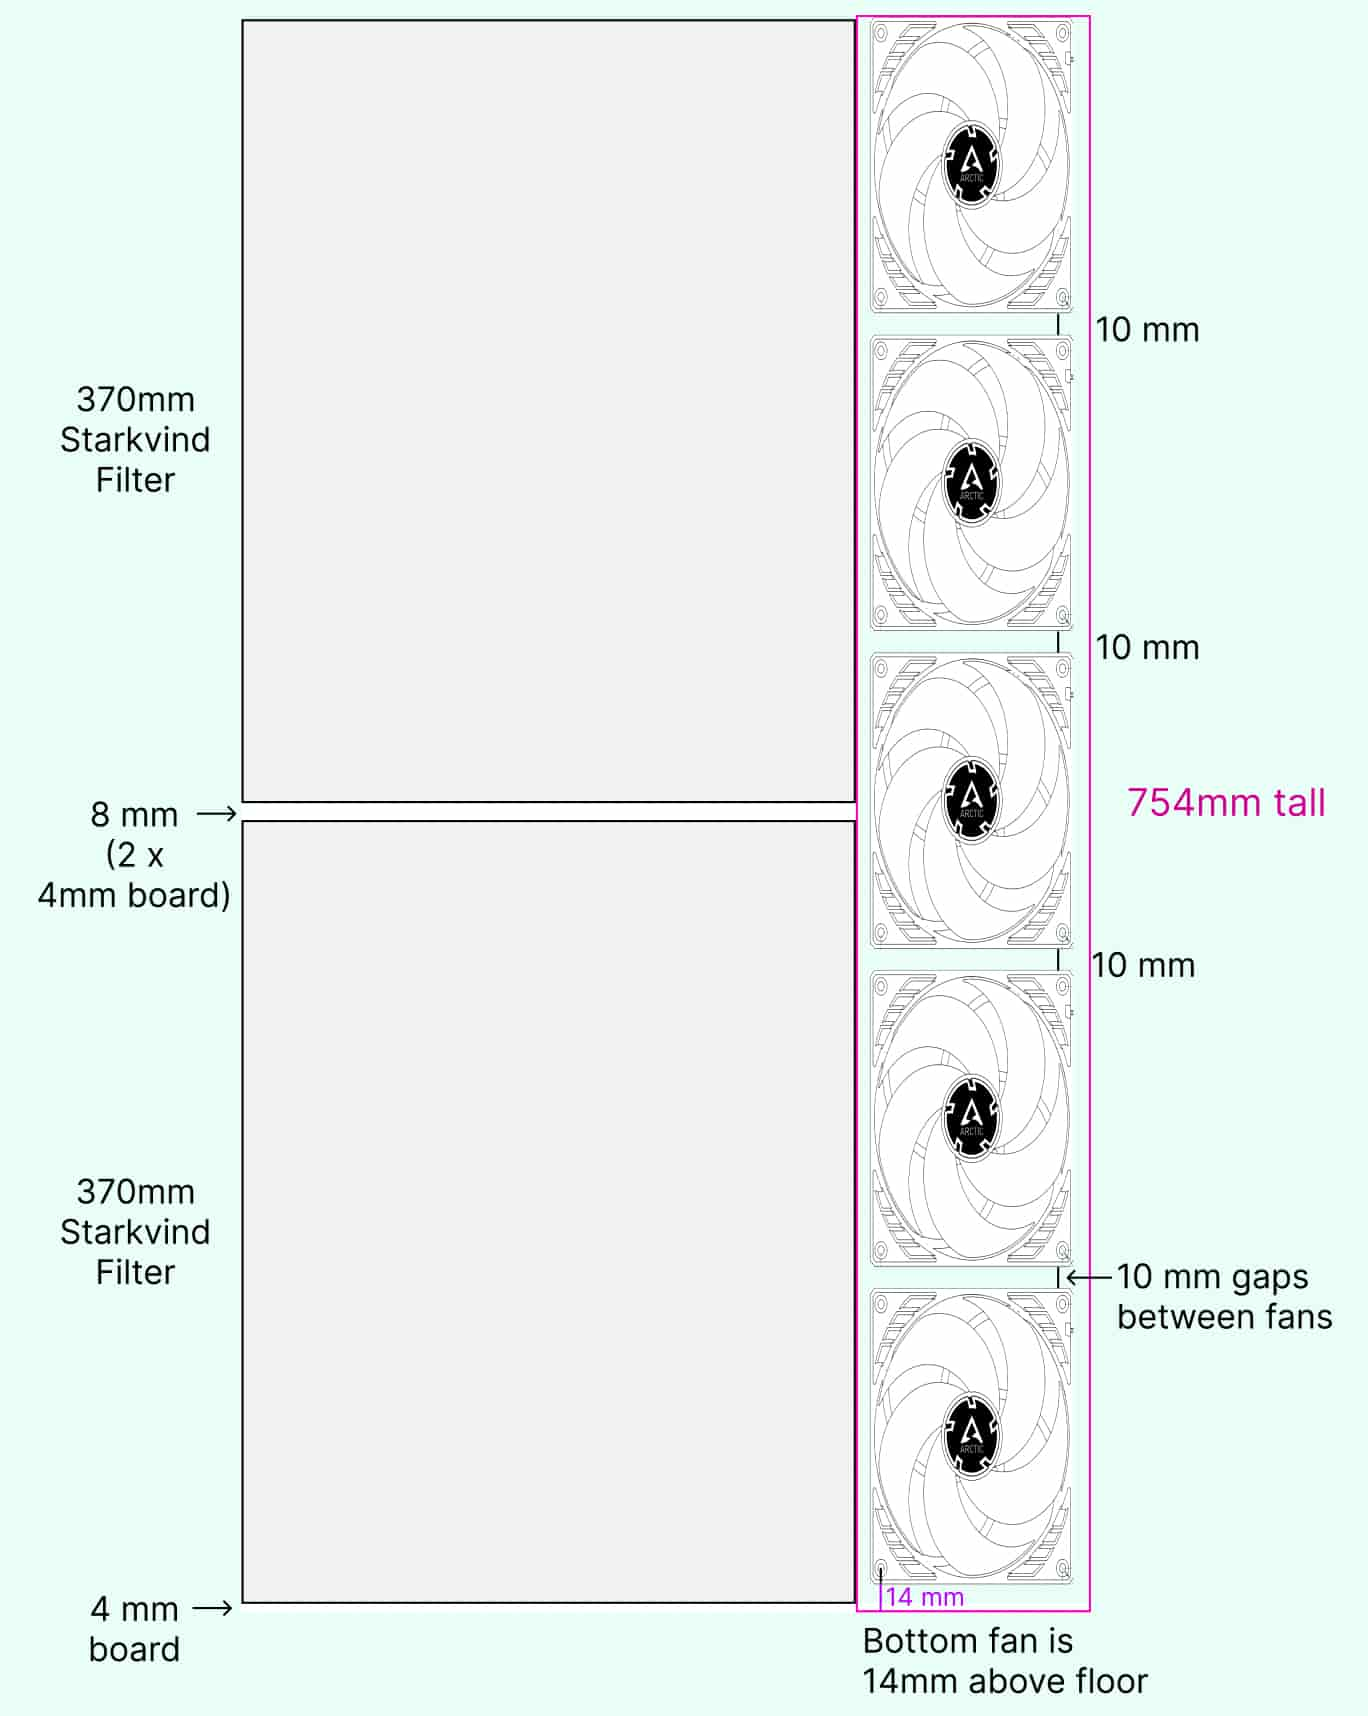 ARCTIC
10 mm
370mm
Starkvind
Filter
ARCTIC
10 mm
8 mm
(2 x
4mm board)
ARCTIC
754mm tall
10 mm
ARCTIC
370mm
Starkvind
Filter
10 mm gaps
between fans
ARCTIC
4 mm
board
14 mm
Bottom fan is
14mm above floor